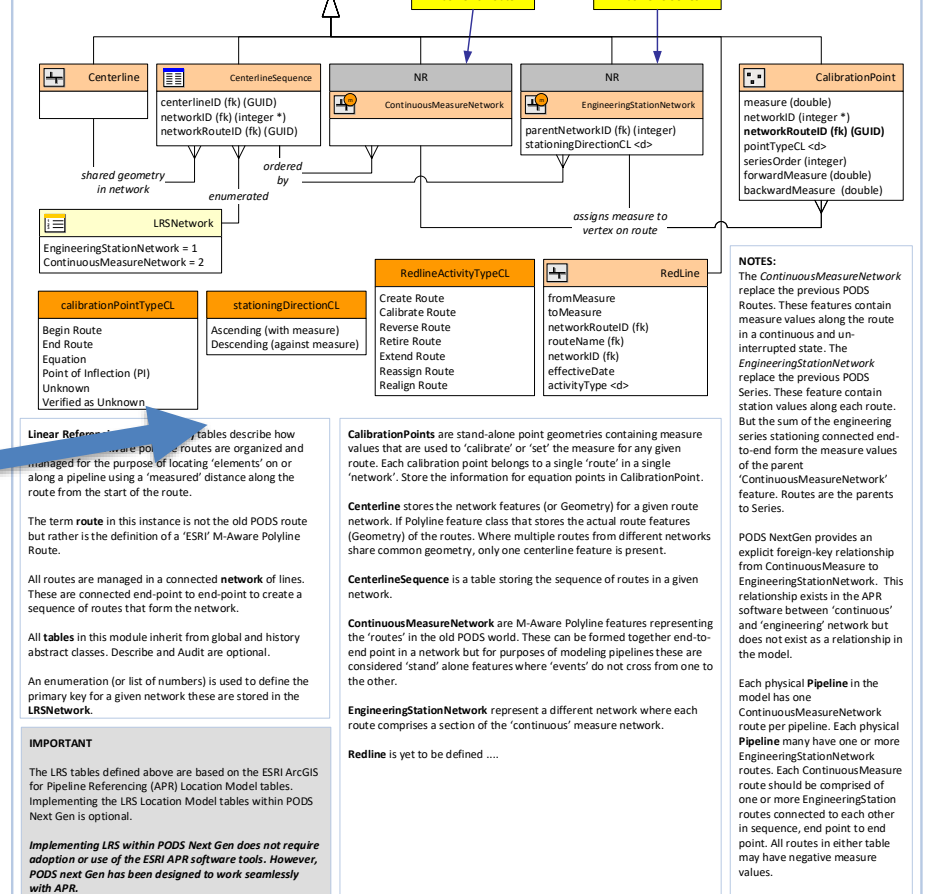 Centerline
CenterlineSequence
centerlineID (fk) (GUID)
networkID (fk) (integer *)
networkRouteID (fk) (GUID)
NR
ContinuousMeasureNetwork
NR
EngineeringStationNetwork
parentNetworkID (fk) (integer)
stationingDirectionCL <d>
CalibrationPoint
measure (double)
networkID (integer *)
networkRouteID (fk) (GUID)
pointTypeCL <d>
seriesOrder (integer)
forwardMeasure (double)
backwardMeasure (double)
shared geometry
in network
enumerated
ordered
by
assigns measure to
vertex on route
LRSNetwork
EngineeringStationNetwork = 1
ContinuousMeasureNetwork = 2
calibrationPointTypeCL
Begin Route
End Route
Equation
Point of Inflection (PI)
Unknown
Verified as Unknown
stationingDirectionCL
Ascending (with measure)
Descending (against measure)
RedlineActivityTypeCL
Create Route
Calibrate Route
Reverse Route
Retire Route
Extend Route
Reassign Route
Realign Route
RedLine
fromMeasure
toMeasure
networkRouteID (fk)
routeName (fk)
networkID (fk)
effectiveDate
activityType <d>
Linear tables describe how
routes are organized and
managed for the purpose of locating ‘elements’ on or
along a pipeline using a ‘measured’ distance along the
route from the start of the route.
The term route in this instance is not the old PODS route
but rather is the definition of a ‘ESRI’ M-Aware Polyline
Route.
All routes are managed in a connected network of lines.
These are connected end-point to end-point to create a
sequence of routes that form the network.
All tables in this module inherit from global and history
abstract classes. Describe and Audit are optional.
An enumeration (or list of numbers) is used to define the
primary key for a given network these are stored in the
LRSNetwork.
IMPORTANT
The LRS tables defined above are based on the ESRI ArcGIS
for Pipeline Referencing (APR) Location Model tables.
Implementing the LRS Location Model tables within PODS
Next Gen is optional.
Implementing LRS within PODS Next Gen does not require
adoption or use of the ESRI APR software tools. However,
PODS next Gen has been designed to work seamlessly
with APR.
CalibrationPoints are stand-alone point geometries containing measure
values that are used to ‘calibrate’ or ‘set’ the measure for any given
route. Each calibration point belongs to a single ‘route’ in a single
‘network’. Store the information for equation points in CalibrationPoint.
Centerline stores the network features (or Geometry) for a given route
network. If Polyline feature class that stores the actual route features
(Geometry) of the routes. Where multiple routes from different networks
share common geometry, only one centerline feature is present.
CenterlineSequence is a table storing the sequence of routes in a given
network.
ContinuousMeasureNetwork are M-Aware Polyline features representing
the ‘routes’ in the old PODS world. These can be formed together end-to-
end point in a network but for purposes of modeling pipelines these are
considered ‘stand’ alone features where ‘events’ do not cross from one to
the other.
EngineeringStationNetwork represent a different network where each
route comprises a section of the ‘continuous’ measure network.
Redline is yet to be defined ....
NOTES:
The ContinuousMeasureNetwork
replace the previous PODS
Routes. These features contain
measure values along the route
in a continuous and un-
interrupted state. The
EngineeringStationNetwork
replace the previous PODS
Series. These feature contain
station values along each route.
But the sum of the engineering
series stationing connected end-
to-end form the measure values
of the parent
‘ContinuousMeasureNetwork’
feature. Routes are the parents
to Series.
PODS NextGen provides an
explicit foreign-key relationship
from ContinuousMeasure to
EngineeringStationNetwork. This
relationship exists in the APR
software between ‘continuous’
and ‘engineering’ network but
does not exist as a relationship in
the model.
Each physical Pipeline in the
model has one
ContinuousMeasureNetwork
route per pipeline. Each physical
Pipeline many have one or more
EngineeringStationNetwork
routes. Each ContinuousMeasure
route should be comprised of
one or more EngineeringStation
routes connected to each other
in sequence, end point to end
point. All routes in either table
may have negative measure
values.